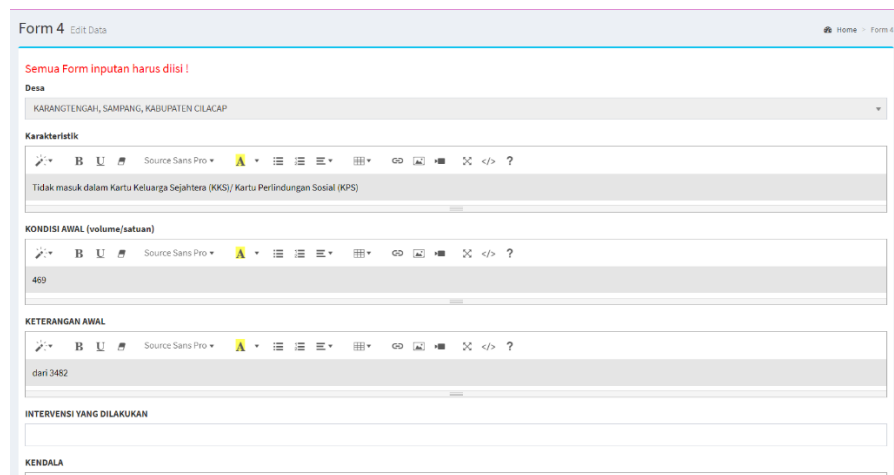 Form 4 Edit Data
Home > Form 4
Semua Form inputan harus diisi !
Desa
KARANGTENGAH, SAMPANG, KABUPATEN CILACAP
Karakteristik
B U Source Sans Pro A </> ?
Tidak masuk dalam Kartu Keluarga Sejahtera (KKS)/ Kartu Perlindungan Sosial (KPS)
KONDISI AWAL (volume/satuan)
B U Source Sans Pro A </> ?
469
KETERANGAN AWAL
B U Source Sans Pro A </> ?
dari 3482
INTERVENSI YANG DILAKUKAN
KENDALA